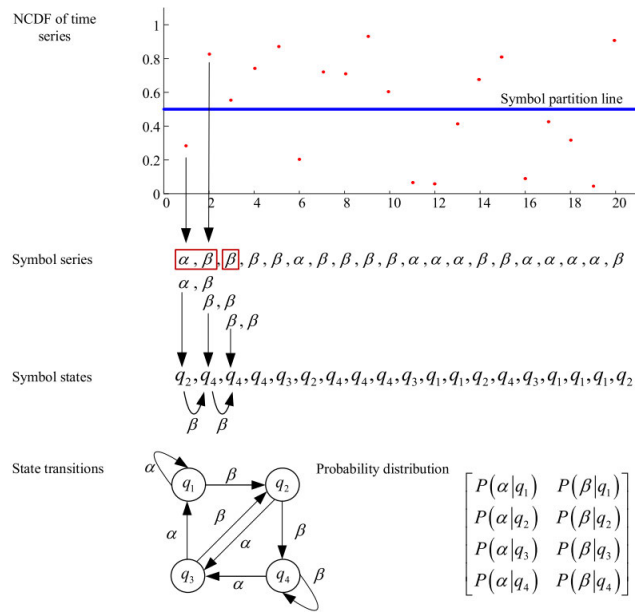 NCDF of time
series
1
0.8
0.6
0.4
0.2
0
Symbol partition line
0 2 4 6 8 10 12 14 16 18 20
Symbol series
α , β , β , β , β , α , β , β , β , β , α , α , α , β , β , α , α , α , α , β
α , β
β , β
β , β
Symbol states
q₂, q₄, q₄, q₄, q₃, q₂, q₄, q₄, q₄, q₃, q₁, q₁, q₂, q₄, q₃, q₁, q₁, q₁, q₂
β β
State transitions
Probability distribution
α q₁ β q₂
α β α β
q₃ α q₄ β
P(α|q₁) P(β|q₁)
P(α|q₂) P(β|q₂)
P(α|q₃) P(β|q₃)
P(α|q₄) P(β|q₄)